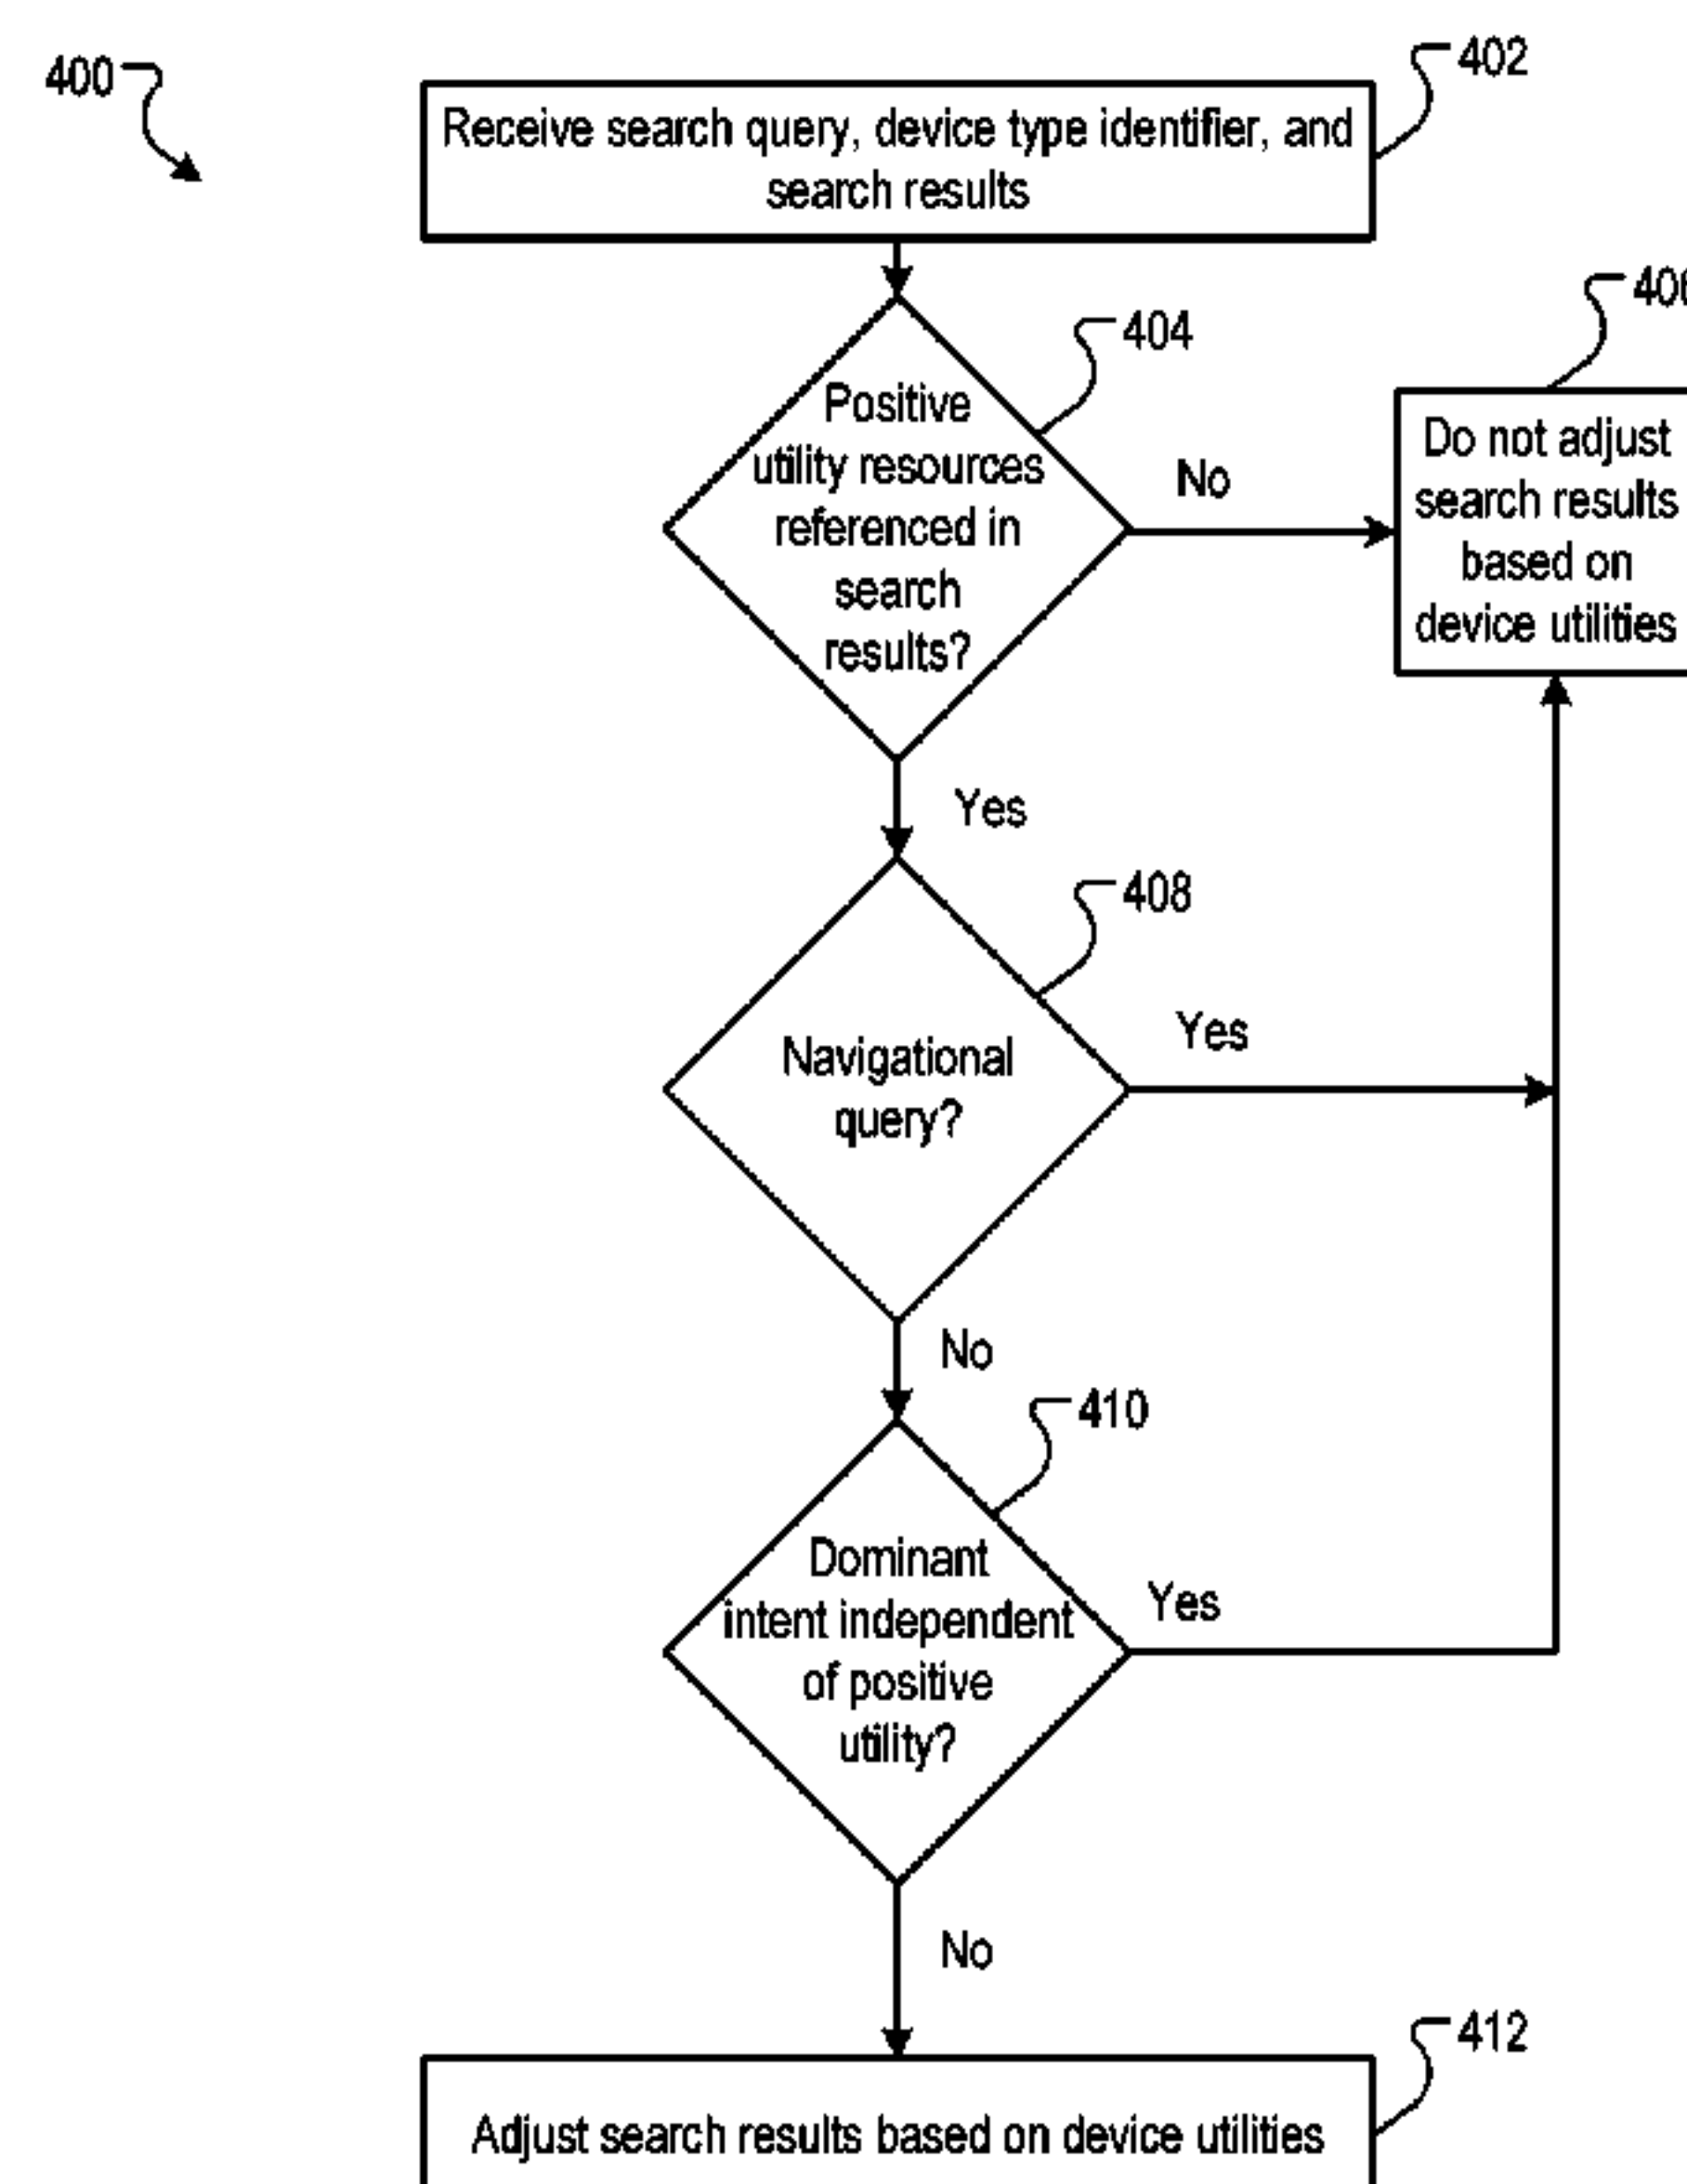 400
402
Receive search query, device type identifier, and
search results
404
Positive
utility resources
referenced in
search
results?
No
406
Do not adjust
search results
based on
device utilities
Yes
408
Navigational
query?
Yes
No
410
Dominant
intent independent
of positive
utility?
Yes
No
412
Adjust search results based on device utilities